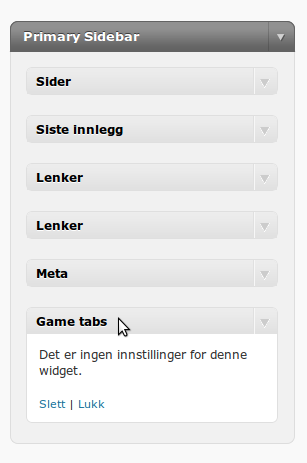 Primary Sidebar
Sider
Siste innlegg
Lenker
Lenker
Meta
Game tabs
Det er ingen innstillinger for denne
widget.
Slett | Lukk